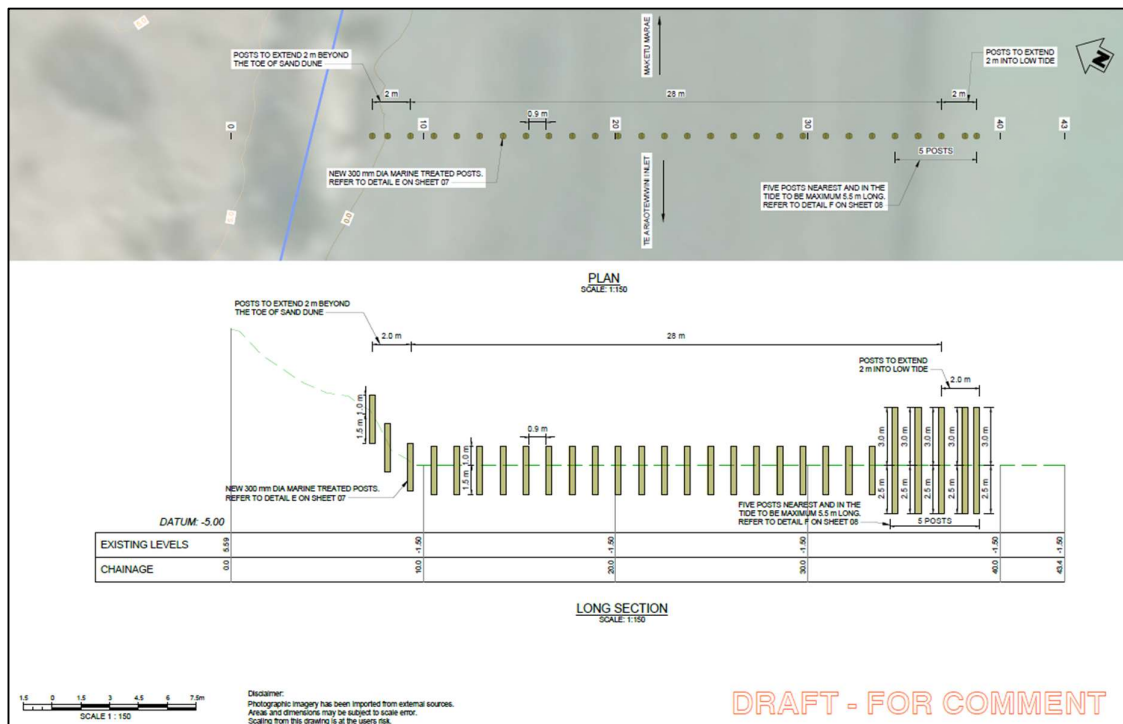 POSTS TO EXTEND 2 m BEYOND
THE TOE OF SAND DUNE
2 m
MAKETU MARAE
28 m
POSTS TO EXTEND
2 m INTO LOW TIDE
2 m
N
0.9 m
0
10
20
30
40
43
NEW 300 mm DIA MARINE TREATED POSTS.
REFER TO DETAIL E ON SHEET 07
5 POSTS
FIVE POSTS NEAREST AND IN THE
TIDE TO BE MAXIMUM 5.5 m LONG.
REFER TO DETAIL F ON SHEET 08
0.0
PLAN
SCALE: 1:150
POSTS TO EXTEND 2 m BEYOND
THE TOE OF SAND DUNE
2.0 m
28 m
POSTS TO EXTEND
2 m INTO LOW TIDE
2.0 m
1.0 m
1.5 m
0.9 m
1.0 m
1.5 m
3.0 m
3.0 m
3.0 m
3.0 m
3.0 m
2.5 m
2.5 m
2.5 m
2.5 m
2.5 m
NEW 300 mm DIA MARINE TREATED POSTS.
REFER TO DETAIL E ON SHEET 07
FIVE POSTS NEAREST AND IN THE
TIDE TO BE MAXIMUM 5.5 m LONG.
REFER TO DETAIL F ON SHEET 08
5 POSTS
DATUM: -5.00
EXISTING LEVELS 5.59 -1.50 -1.50 -1.50 -1.50 -1.50
CHAINAGE 0.0 10.0 20.0 30.0 40.0 43.4
LONG SECTION
SCALE: 1:150
1.5 0 1.5 3 4.5 6 7.5m
SCALE 1 : 150
Disclaimer:
Photographic Imagery has been imported from external sources.
Areas and dimensions may be subject to scale error.
Scaling from this drawing is at the users risk.
DRAFT - FOR COMMENT